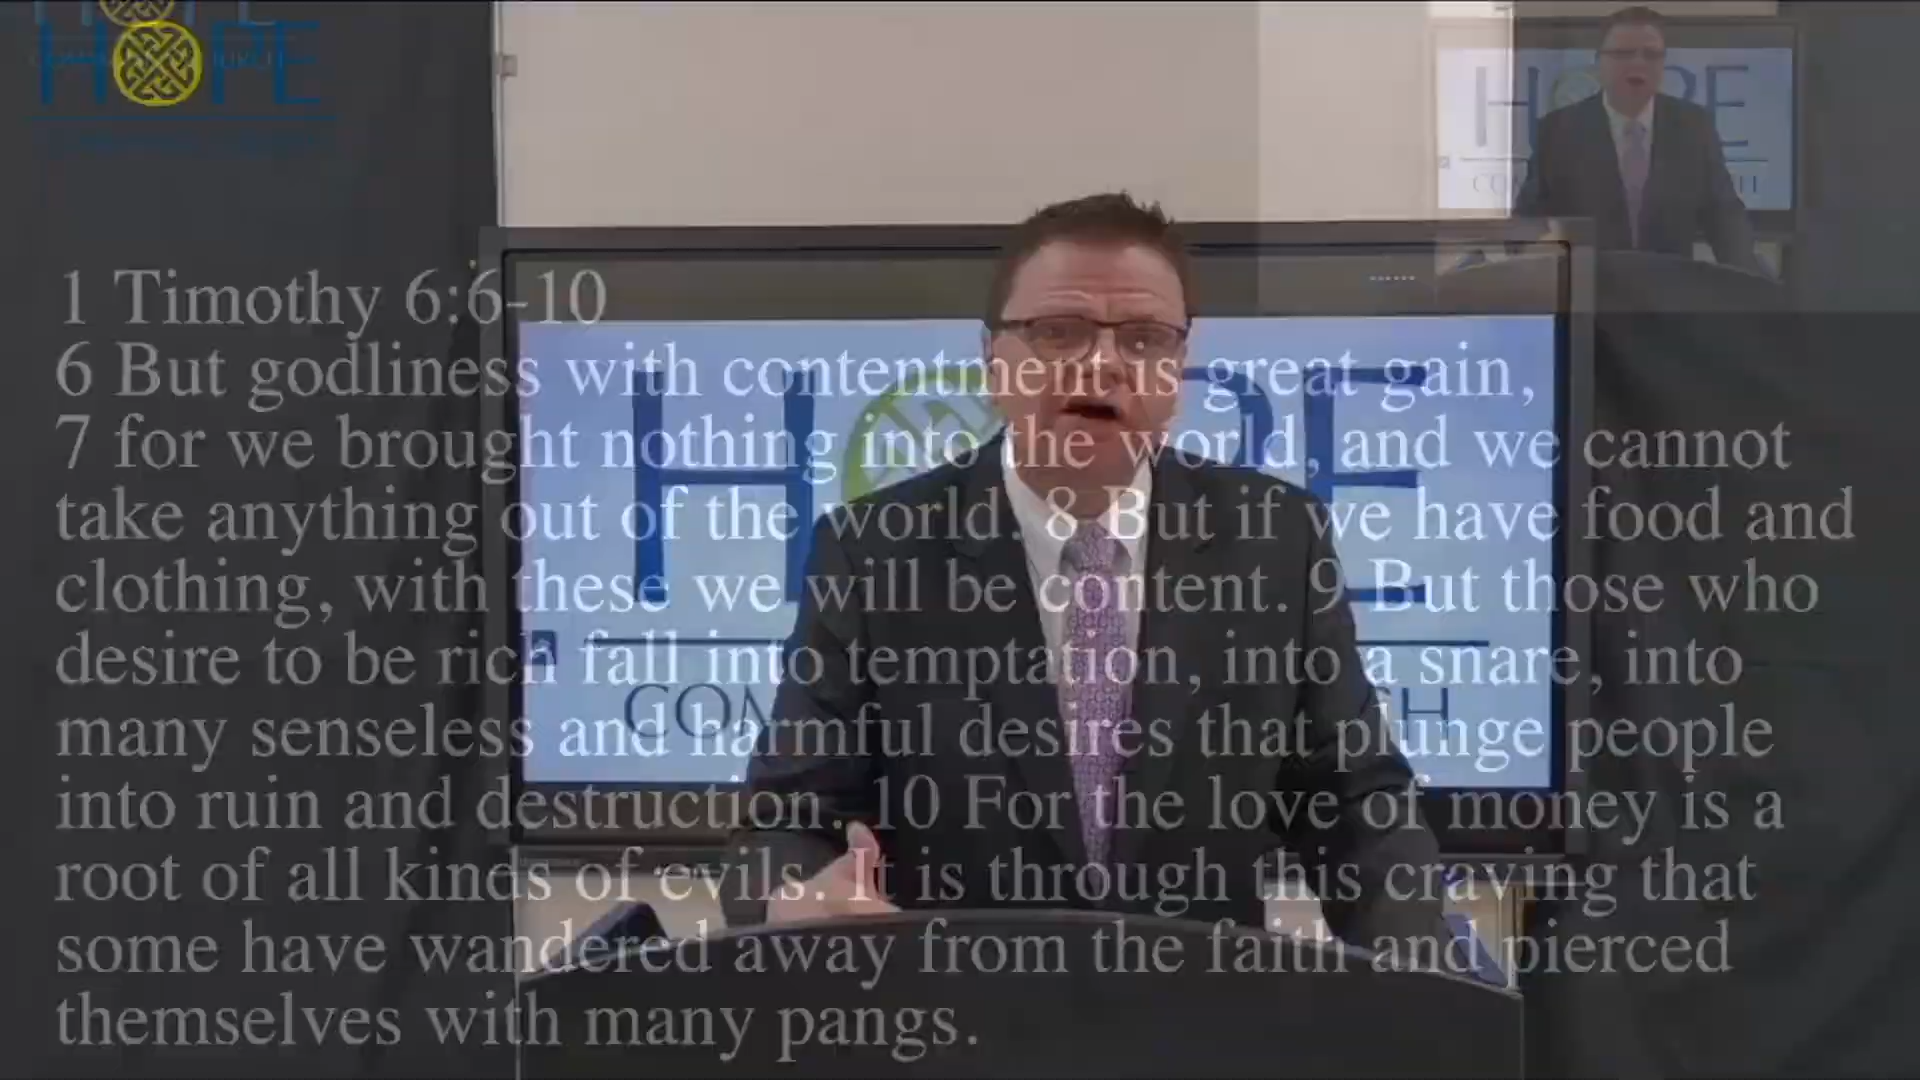 HOPE
1 Timothy 6:6-10
6 But godliness with contentment is great gain,
7 for we brought nothing into the world, and we cannot
take anything out of the world. 8 But if we have food and
clothing, with these we will be content. 9 But those who
desire to be rich fall into temptation, into a snare, into
many senseless and harmful desires that plunge people
into ruin and destruction. 10 For the love of money is a
root of all kinds of evils. It is through this craving that
some have wandered away from the faith and pierced
themselves with many pangs.